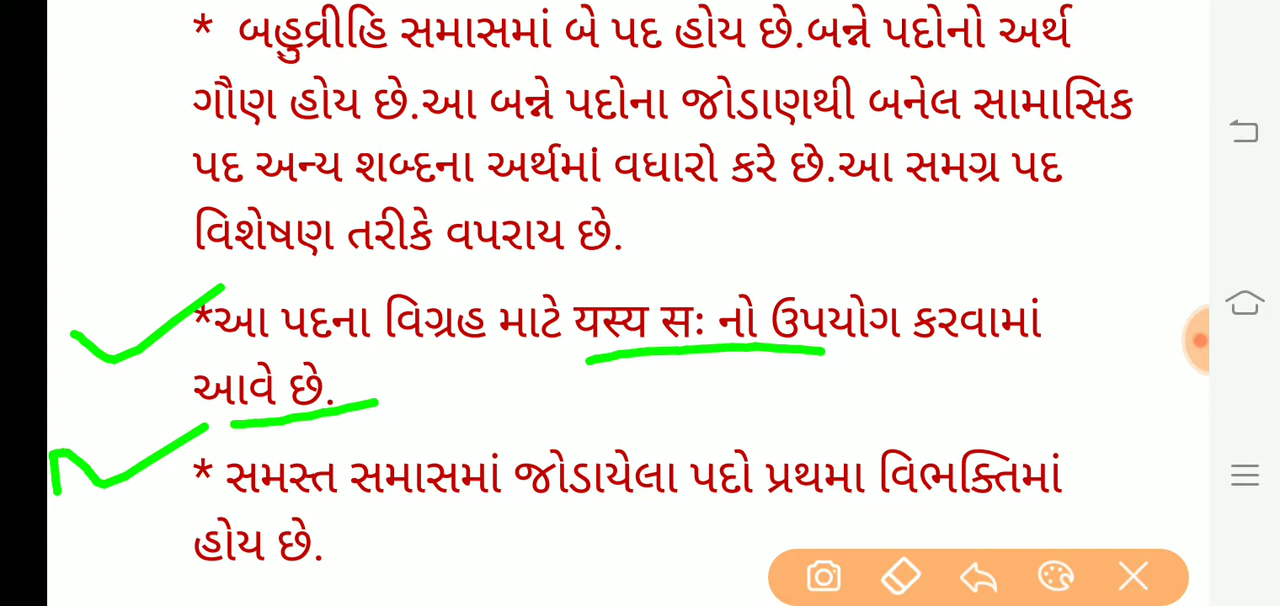 * બહુવ્રીહિ સમાસમાં બે પદ હોય છે.બન્ને પદોનો અર્થ
ગૌણ હોય છે.આ બન્ને પદોના જોડાણથી બનેલ સામાસિક
પદ અન્ય શબ્દના અર્થમાં વધારો કરે છે.આ સમગ્ર પદ
વિશેષણ તરીકે વપરાય છે.
*આ પદના વિગ્રહ માટે यस्य सः નો ઉપયોગ કરવામાં
આવે છે.
* સમસ્ત સમાસમાં જોડાયેલા પદો પ્રથમા વિભક્તિમાં
હોય છે.